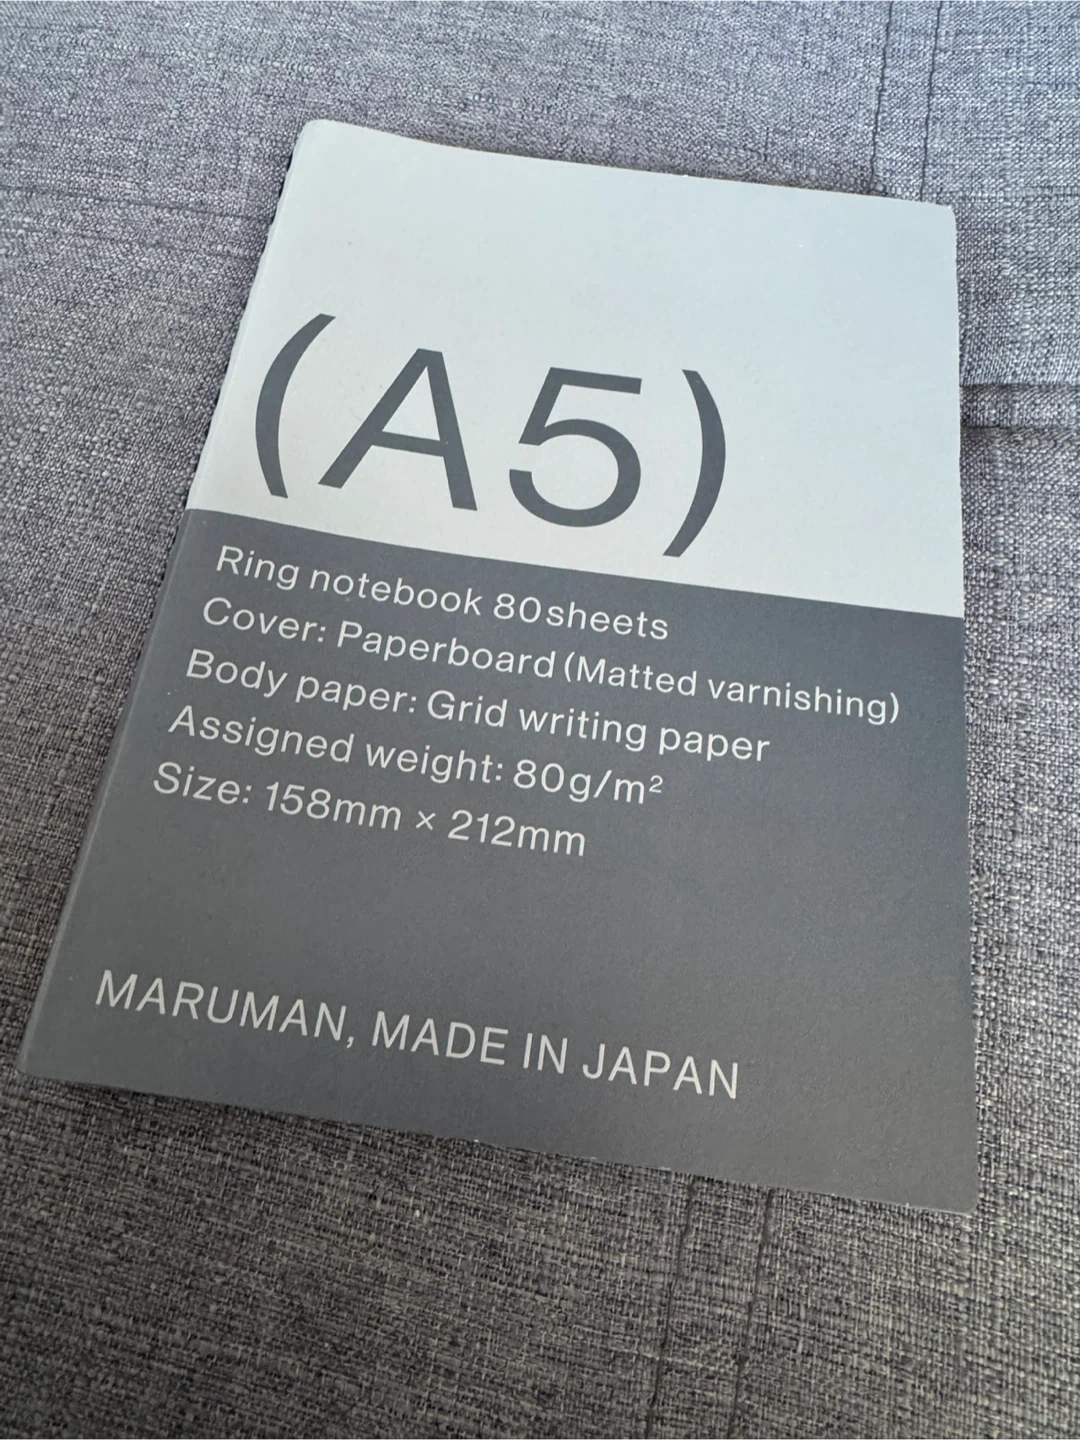 (A5)
Ring notebook 80sheets
Cover: Paperboard (Matted varnishing)
Body paper: Grid writing paper
Assigned weight: 80g/m²
Size: 158mm × 212mm
MARUMAN, MADE IN JAPAN